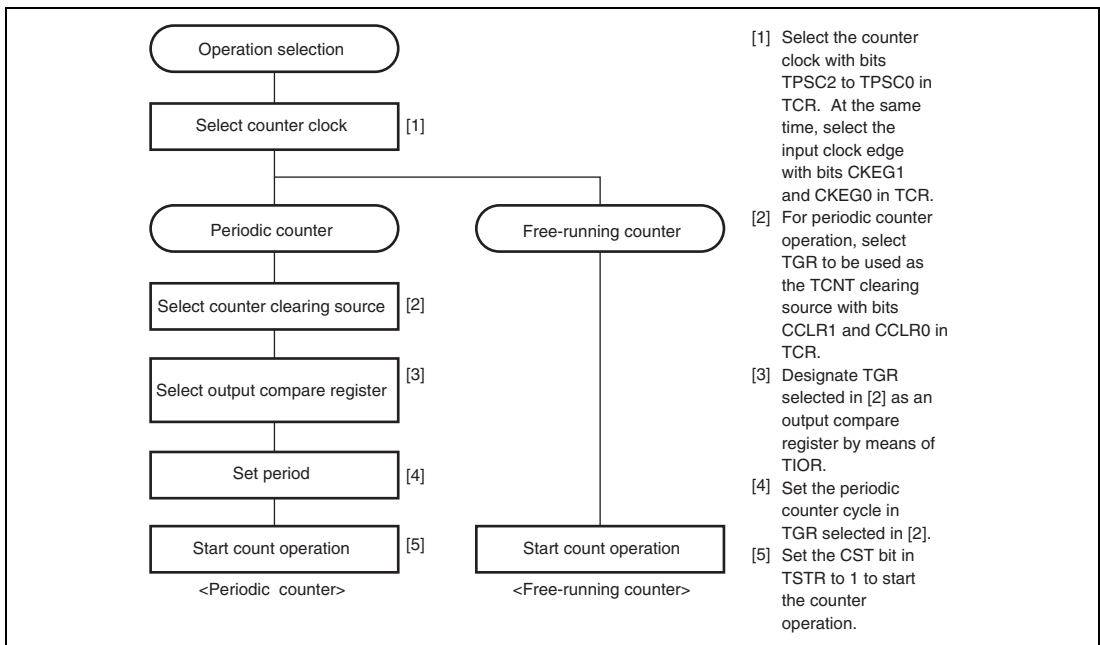 Operation selection
Select counter clock [1]
Periodic counter
Free-running counter
Select counter clearing source [2]
Select output compare register [3]
Set period [4]
Start count operation [5]
Start count operation
<Periodic counter>
<Free-running counter>
[1] Select the counter
clock with bits
TPSC2 to TPSC0 in
TCR. At the same
time, select the
input clock edge
with bits CKEG1
and CKEG0 in TCR.
[2] For periodic counter
operation, select
TGR to be used as
the TCNT clearing
source with bits
CCLR1 and CCLR0 in
TCR.
[3] Designate TGR
selected in [2] as an
output compare
register by means of
TIOR.
[4] Set the periodic
counter cycle in
TGR selected in [2].
[5] Set the CST bit in
TSTR to 1 to start
the counter
operation.